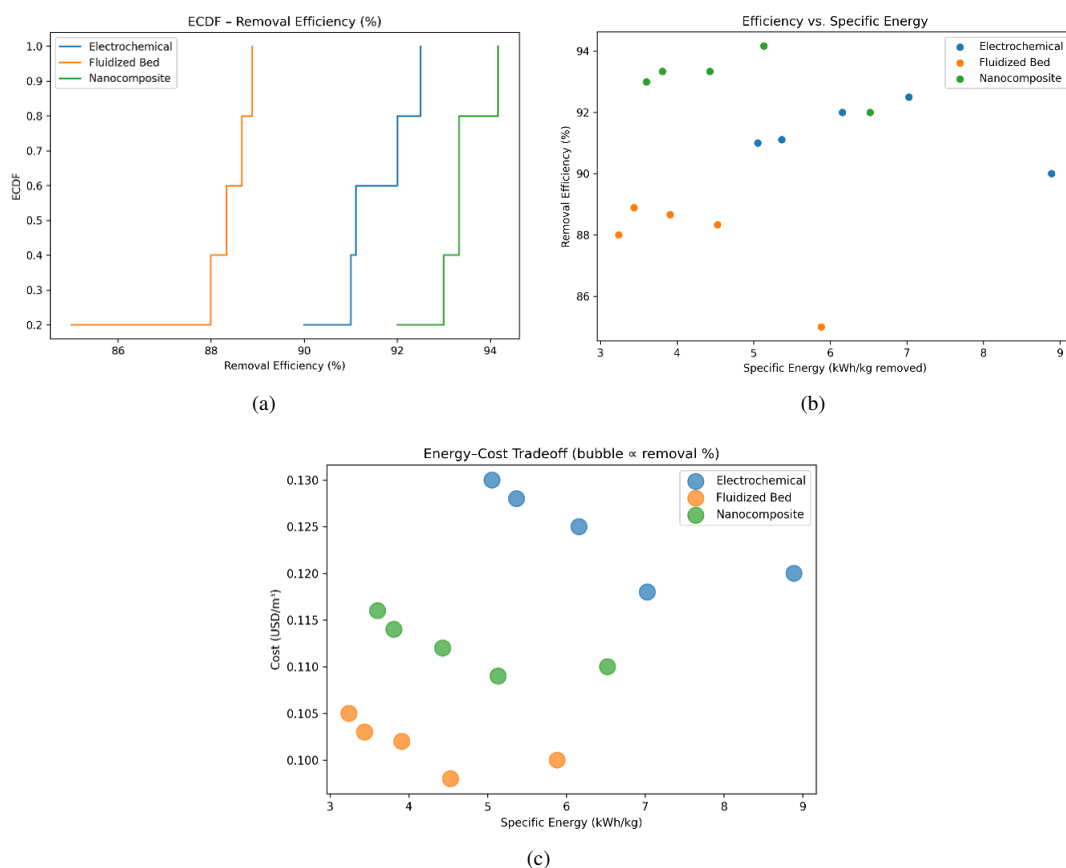 ECDF – Removal Efficiency (%)
Electrochemical
Fluidized Bed
Nanocomposite
1.0
0.9
0.8
0.7
0.6
0.5
0.4
0.3
0.2
ECDF
86
88
90
92
94
Removal Efficiency (%)
(a)
Efficiency vs. Specific Energy
Electrochemical
Fluidized Bed
Nanocomposite
94
92
90
88
86
Removal Efficiency (%)
3
4
5
6
7
8
9
Specific Energy (kWh/kg removed)
(b)
Energy–Cost Tradeoff (bubble ∝ removal %)
Electrochemical
Fluidized Bed
Nanocomposite
0.130
0.125
0.120
0.115
0.110
0.105
0.100
Cost (USD/m³)
3
4
5
6
7
8
9
Specific Energy (kWh/kg)
(c)